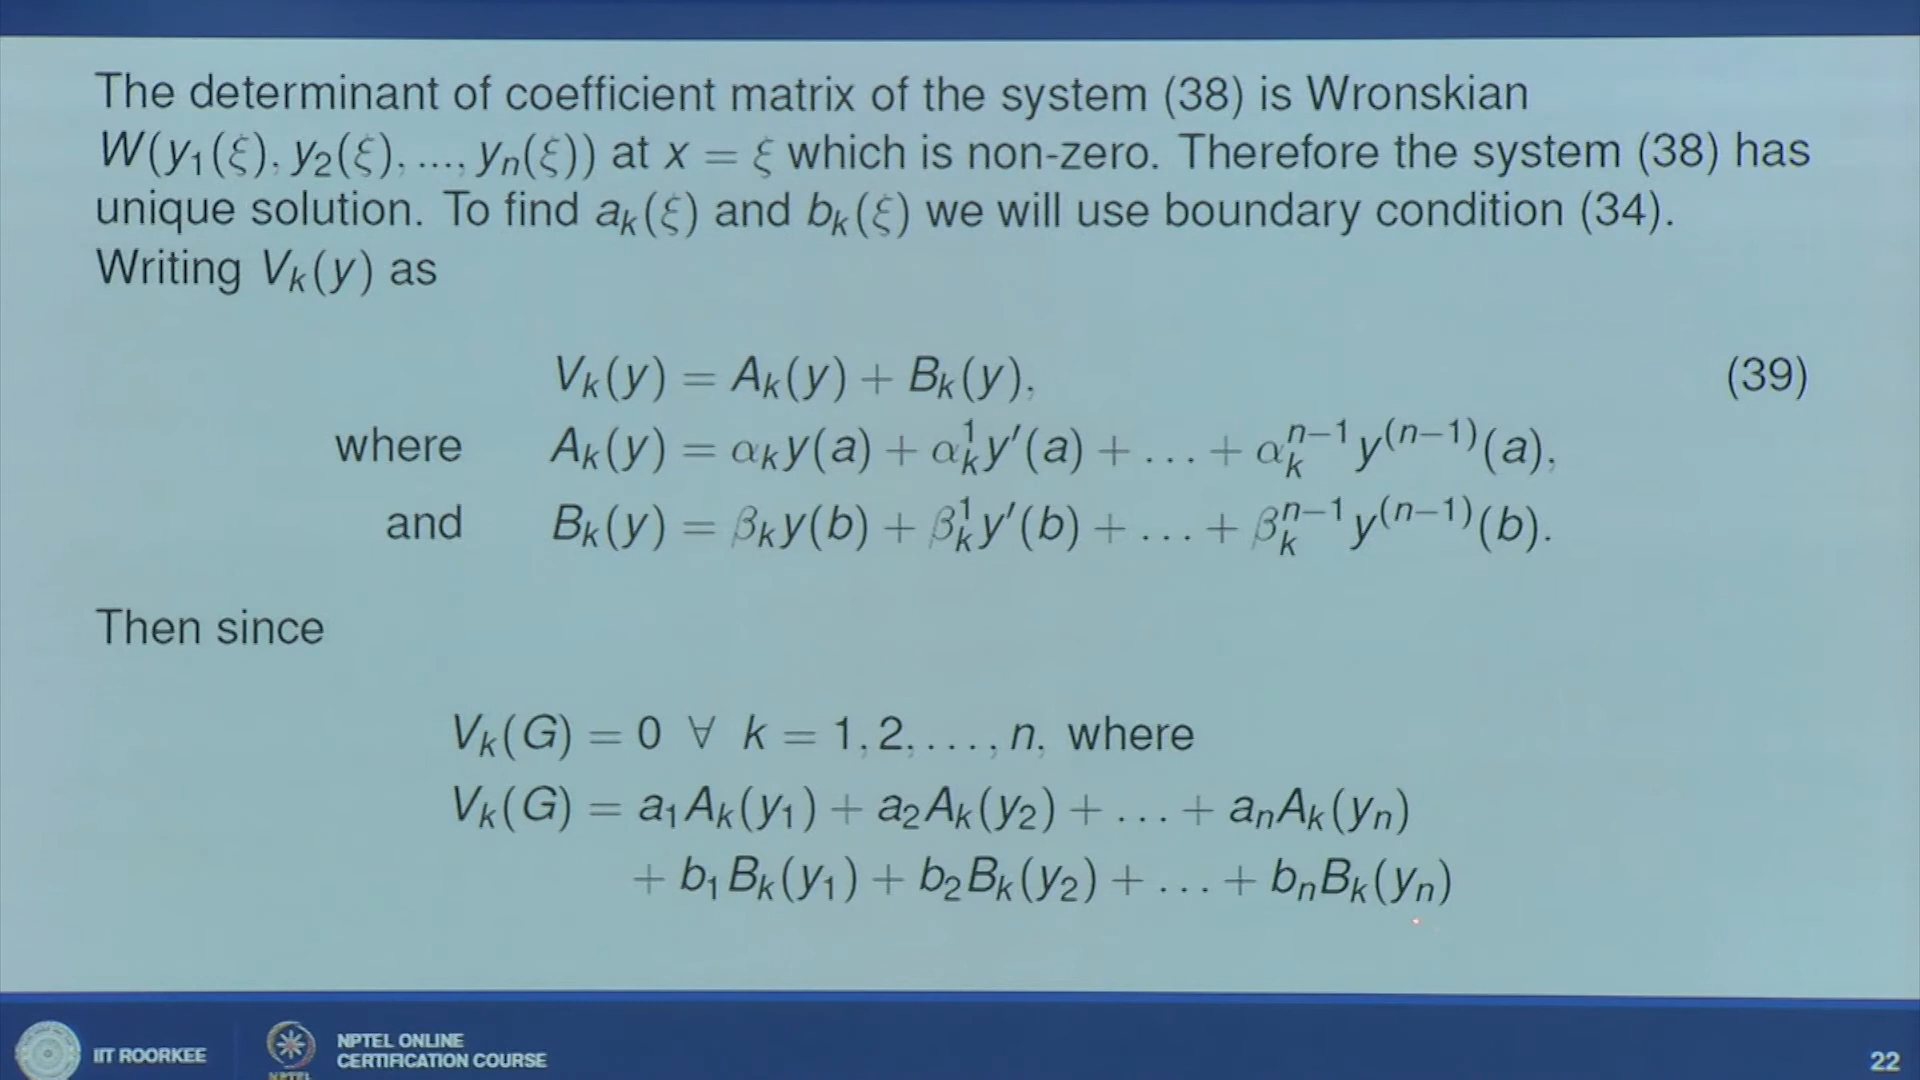 The determinant of coefficient matrix of the system (38) is Wronskian
W(y₁(ξ), y₂(ξ), ...., yₙ(ξ)) at x = ξ which is non-zero. Therefore the system (38) has
unique solution. To find aₖ(ξ) and bₖ(ξ) we will use boundary condition (34).
Writing Vₖ(y) as
Vₖ(y) = Aₖ(y) + Bₖ(y), (39)
where Aₖ(y) = αₖy(a) + αₖ¹y′(a) + ... + αₖⁿ⁻¹y⁽ⁿ⁻¹⁾(a),
and Bₖ(y) = βₖy(b) + βₖ¹y′(b) + ... + βₖⁿ⁻¹y⁽ⁿ⁻¹⁾(b).
Then since
Vₖ(G) = 0 ∀ k = 1, 2, ..., n, where
Vₖ(G) = a₁Aₖ(y₁) + a₂Aₖ(y₂) + ... + aₙAₖ(yₙ)
+ b₁Bₖ(y₁) + b₂Bₖ(y₂) + ... + bₙBₖ(yₙ)
IIT ROORKEE
NPTEL
NPTEL ONLINE
CERTIFICATION COURSE
22